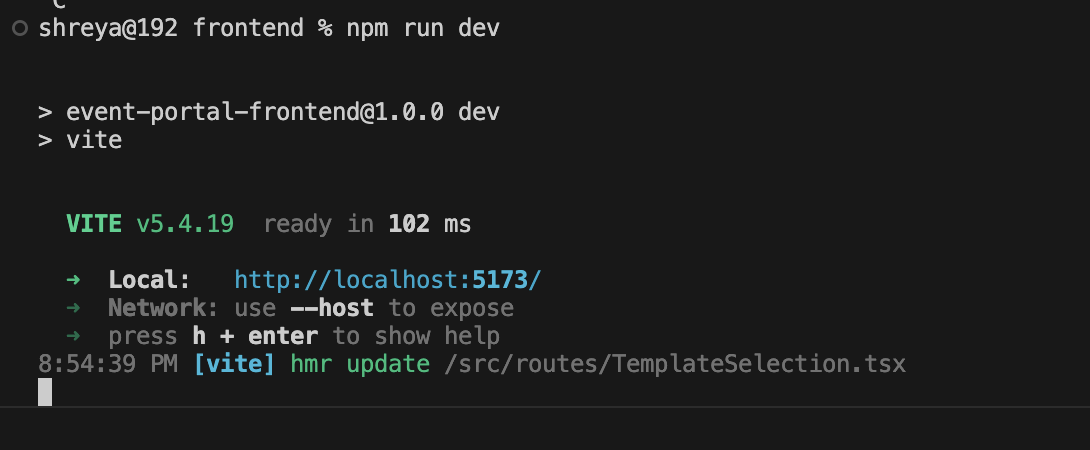 shreya@192 frontend % npm run dev
> event-portal-frontend@1.0.0 dev
> vite
VITE v5.4.19  ready in 102 ms
➜  Local:   http://localhost:5173/
➜  Network: use --host to expose
➜  press h + enter to show help
8:54:39 PM [vite] hmr update /src/routes/TemplateSelection.tsx